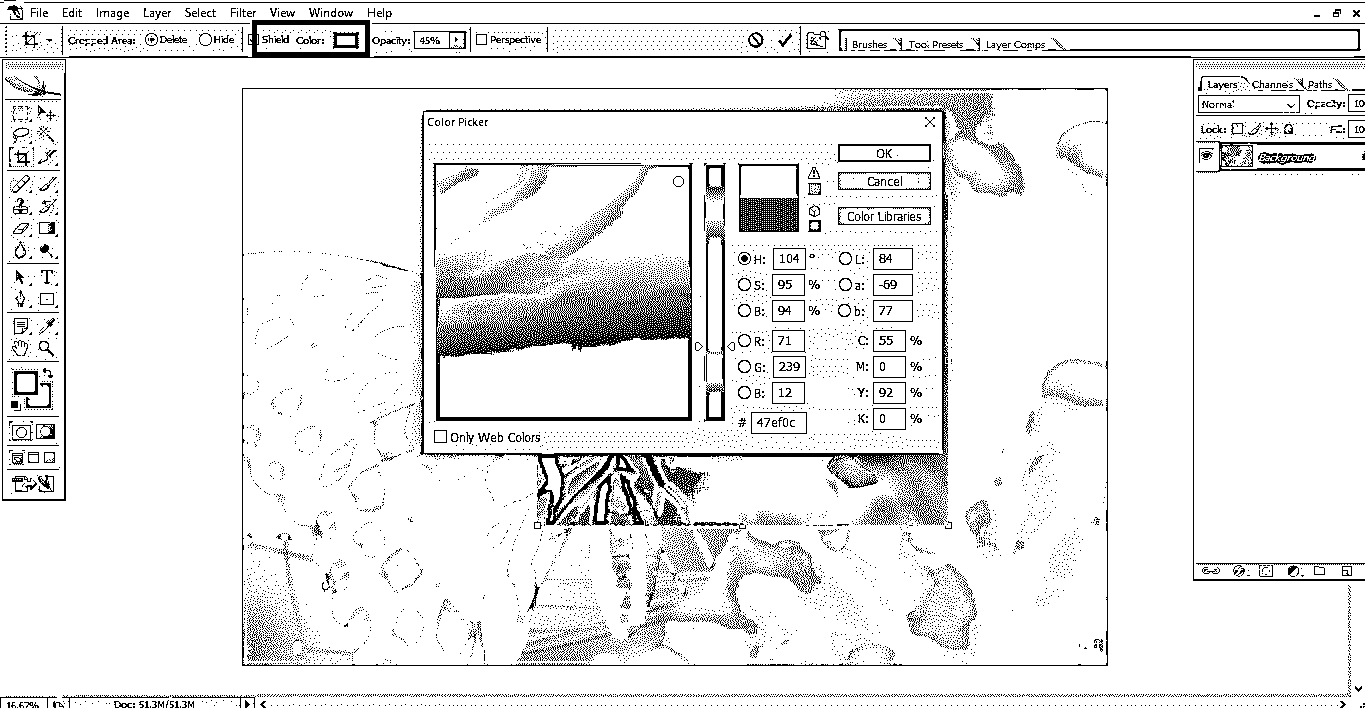 File Edit Image Layer Select Filter View Window Help
Cropped Area: Delete Hide Shield Color: Opacity: 45% Perspective
Brushes Tool Presets Layer Comps
Layers Channels Paths
Normal Opacity: 10
Lock: 10
Background
Color Picker
OK
Cancel
Color Libraries
H: 104 ° L: 84
S: 95 % a: -69
B: 94 % b: 77
R: 71 C: 55 %
G: 239 M: 0 %
B: 12 Y: 92 %
# 47ef0c K: 0 %
Only Web Colors
16.67% Doc: 51.3M/51.3M